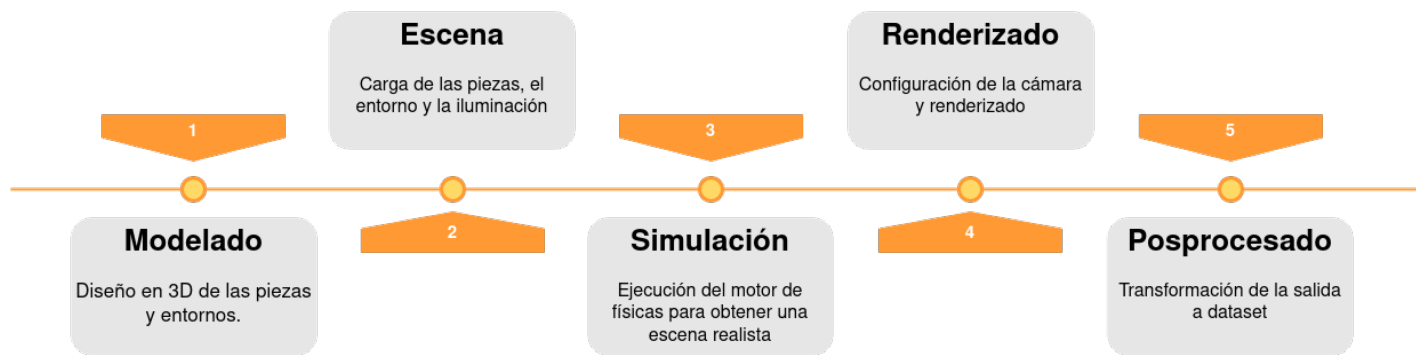 1
Modelado
Diseño en 3D de las piezas
y entornos.
Escena
Carga de las piezas, el
entorno y la iluminación
2
3
Simulación
Ejecución del motor de
físicas para obtener una
escena realista
Renderizado
Configuración de la cámara
y renderizado
4
5
Posprocesado
Transformación de la salida
a dataset